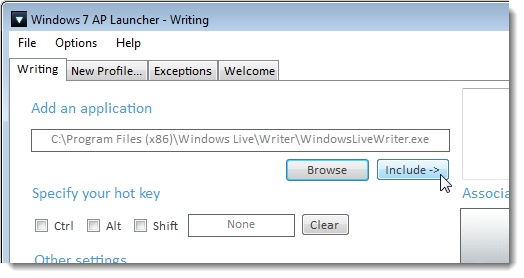 Windows 7 AP Launcher - Writing
File Options Help
Writing New Profile... Exceptions Welcome
Add an application
C:\Program Files (x86)\Windows Live\Writer\WindowsLiveWriter.exe
Browse Include ->
Specify your hot key Associa
Ctrl Alt Shift None Clear
Other settings